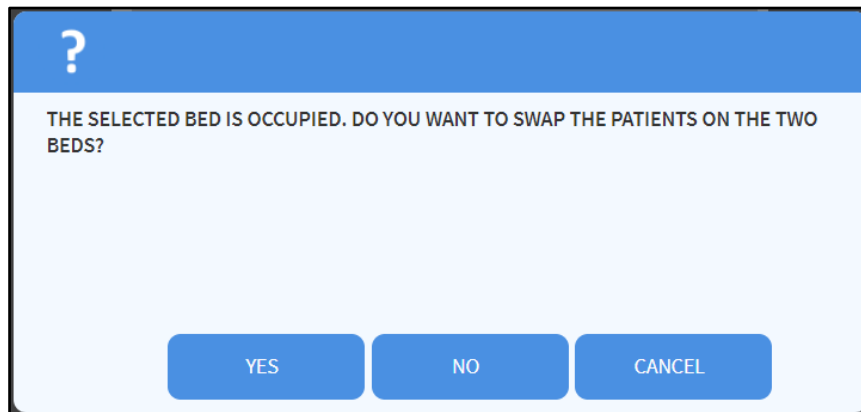 ?
THE SELECTED BED IS OCCUPIED. DO YOU WANT TO SWAP THE PATIENTS ON THE TWO
BEDS?
YES NO CANCEL